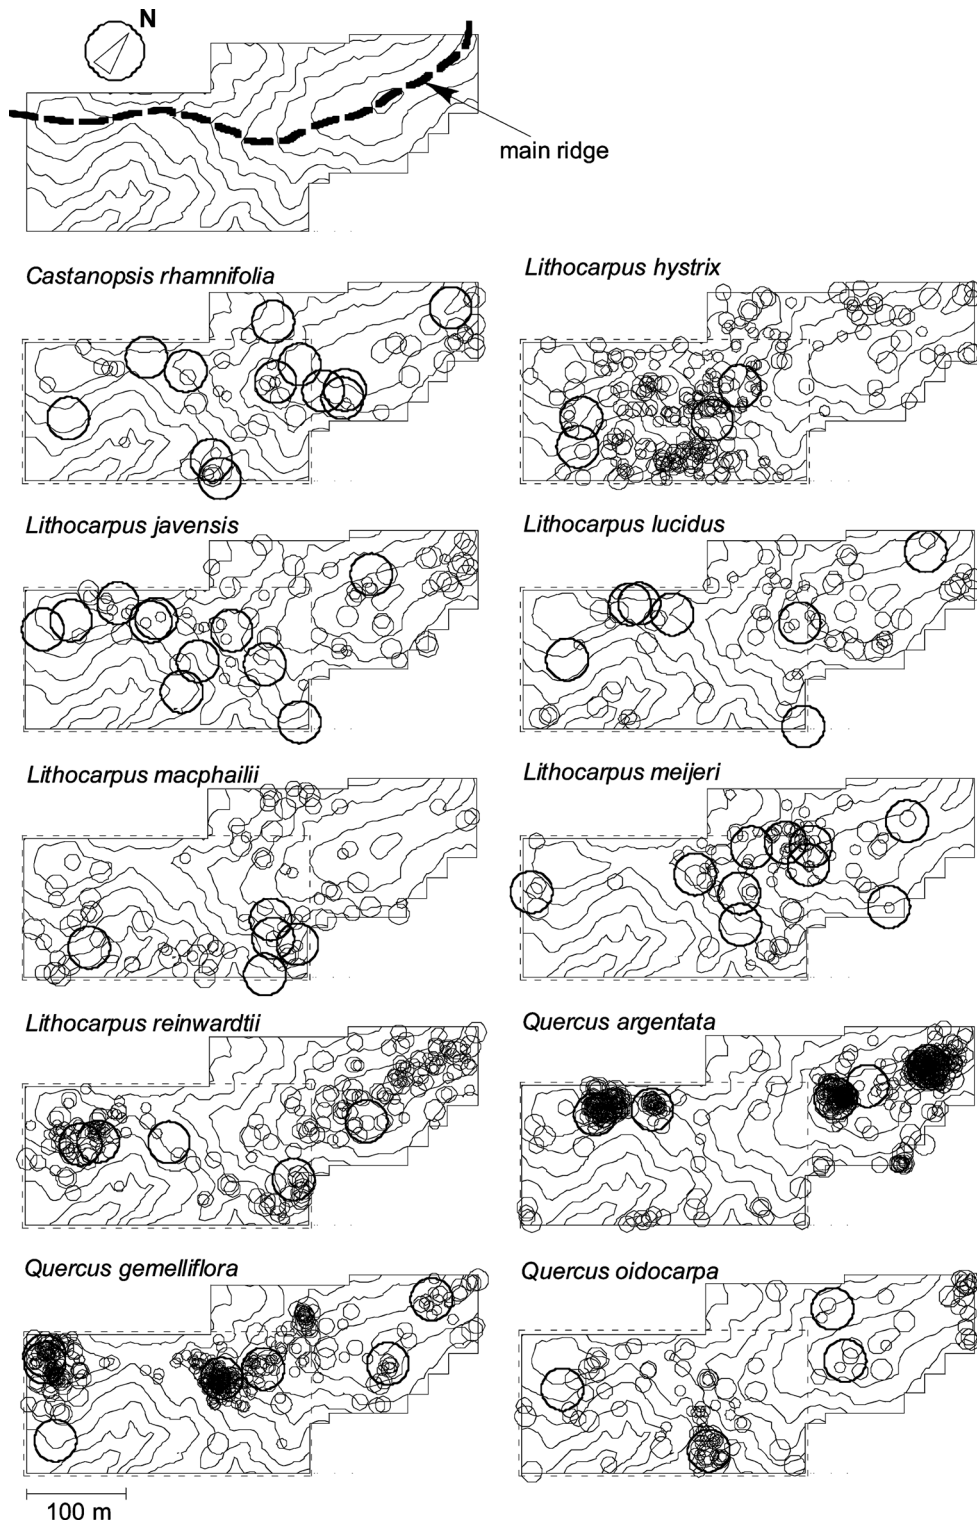 N
main ridge
Castanopsis rhamnifolia
Lithocarpus hystrix
Lithocarpus javensis
Lithocarpus lucidus
Lithocarpus macphailii
Lithocarpus meijeri
Lithocarpus reinwardtii
Quercus argentata
Quercus gemelliflora
Quercus oidocarpa
100 m